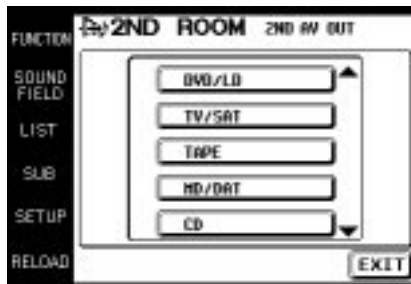 2ND ROOM 2ND AV OUT
FUNCTION
SOUND FIELD
LIST
SUB
SETUP
RELOAD
DVD/LD
TV/SAT
TAPE
MD/DAT
CD
EXIT